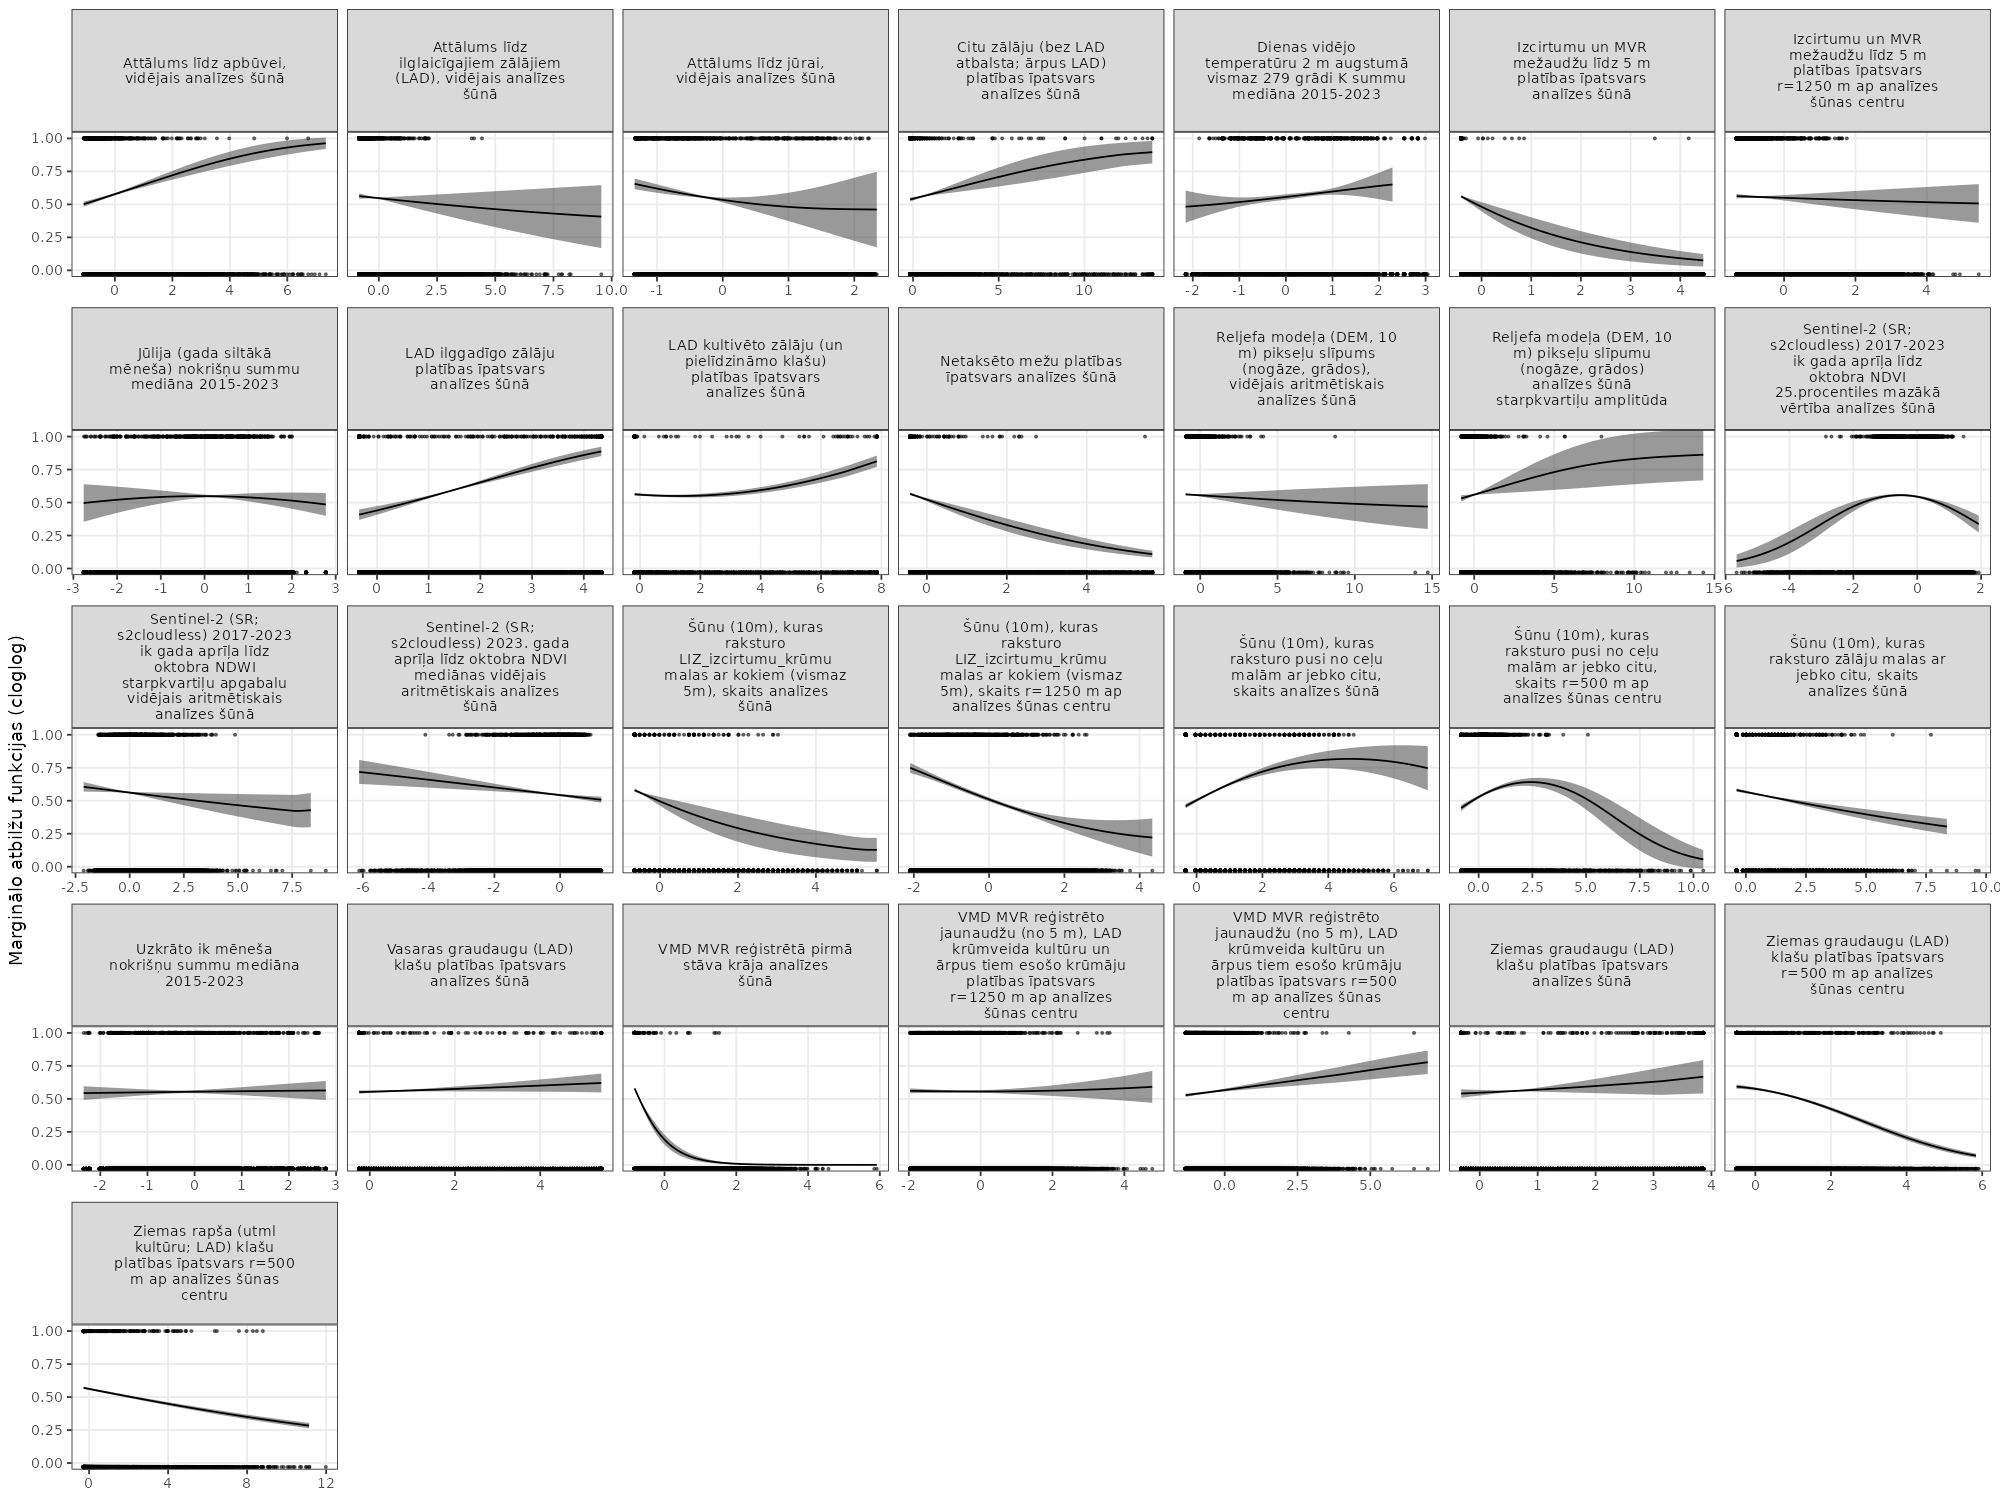 Attālums līdz apbūvei,
vidējais analīzes šūnā
Attālums līdz
ilglaicīgajiem zālājiem
(LAD), vidējais analīzes
šūnā
Attālums līdz jūrai,
vidējais analīzes šūnā
Citu zālāju (bez LAD
atbalsta; ārpus LAD)
platības īpatsvars
analīzes šūnā
Dienas vidējo
temperatūru 2 m augstumā
vismaz 279 grādi K summu
mediāna 2015-2023
Izcirtumu un MVR
mežaudžu līdz 5 m
platības īpatsvars
analīzes šūnā
Izcirtumu un MVR
mežaudžu līdz 5 m
platības īpatsvars
r=1250 m ap analīzes
šūnas centru
1.00
0.75
0.50
0.25
0.00
0 2 4 6
0.0 2.5 5.0 7.5 10.0
-1 0 1 2
0 5 10
-2 -1 0 1 2 3
0 1 2 3 4
0 2 4
Jūlija (gada siltākā
mēneša) nokrišņu summu
mediāna 2015-2023
LAD ilggadīgo zālāju
platības īpatsvars
analīzes šūnā
LAD kultivēto zālāju (un
pielīdzināmo klašu)
platības īpatsvars
analīzes šūnā
Netaksēto mežu platības
īpatsvars analīzes šūnā
Reljefa modeļa (DEM, 10
m) pikseļu slīpums
(nogāze, grādos),
vidējais aritmētiskais
analīzes šūnā
Reljefa modeļa (DEM, 10
m) pikseļu slīpumu
(nogāze, grādos)
analīzes šūnā
starpkvartiļu amplitūda
Sentinel-2 (SR;
s2cloudless) 2017-2023
ik gada aprīļa līdz
oktobra NDVI
25.procentiles mazākā
vērtība analīzes šūnā
1.00
0.75
0.50
0.25
0.00
-3 -2 -1 0 1 2 3
0 1 2 3 4
0 2 4 6 8
0 2 4
0 5 10 15
0 5 10 15
-6 -4 -2 0 2
Sentinel-2 (SR;
s2cloudless) 2017-2023
ik gada aprīļa līdz
oktobra NDWI
starpkvartiļu apgabalu
vidējais aritmētiskais
analīzes šūnā
Sentinel-2 (SR;
s2cloudless) 2023. gada
aprīļa līdz oktobra NDVI
mediānas vidējais
aritmētiskais analīzes
šūnā
Šūnu (10m), kuras
raksturo
LIZ_izcirtumu_krūmu
malas ar kokiem (vismaz
5m), skaits analīzes
šūnā
Šūnu (10m), kuras
raksturo
LIZ_izcirtumu_krūmu
malas ar kokiem (vismaz
5m), skaits r=1250 m ap
analīzes šūnas centru
Šūnu (10m), kuras
raksturo pusi no ceļu
malām ar jebko citu,
skaits analīzes šūnā
Šūnu (10m), kuras
raksturo pusi no ceļu
malām ar jebko citu,
skaits r=500 m ap
analīzes šūnas centru
Šūnu (10m), kuras
raksturo zālāju malas ar
jebko citu, skaits
analīzes šūnā
Marginālo atbilžu funkcijas (cloglog)
1.00
0.75
0.50
0.25
0.00
-2.5 0.0 2.5 5.0 7.5
-6 -4 -2 0
0 2 4
-2 0 2 4
0 2 4 6
0.0 2.5 5.0 7.5 10.0
0.0 2.5 5.0 7.5 10.0
Uzkrāto ik mēneša
nokrišņu summu mediāna
2015-2023
Vasaras graudaugu (LAD)
klašu platības īpatsvars
analīzes šūnā
VMD MVR reģistrētā pirmā
stāva krāja analīzes
šūnā
VMD MVR reģistrēto
jaunaudžu (no 5 m), LAD
krūmveida kultūru un
ārpus tiem esošo krūmāju
platības īpatsvars
r=1250 m ap analīzes
šūnas centru
VMD MVR reģistrēto
jaunaudžu (no 5 m), LAD
krūmveida kultūru un
ārpus tiem esošo krūmāju
platības īpatsvars r=500
m ap analīzes šūnas
centru
Ziemas graudaugu (LAD)
klašu platības īpatsvars
analīzes šūnā
Ziemas graudaugu (LAD)
klašu platības īpatsvars
r=500 m ap analīzes
šūnas centru
1.00
0.75
0.50
0.25
0.00
-2 -1 0 1 2 3
0 2 4
0 2 4 6
-2 0 2 4
0.0 2.5 5.0
0 1 2 3 4
0 2 4 6
Ziemas rapša (utml
kultūru; LAD) klašu
platības īpatsvars r=500
m ap analīzes šūnas
centru
1.00
0.75
0.50
0.25
0.00
0 4 8 12